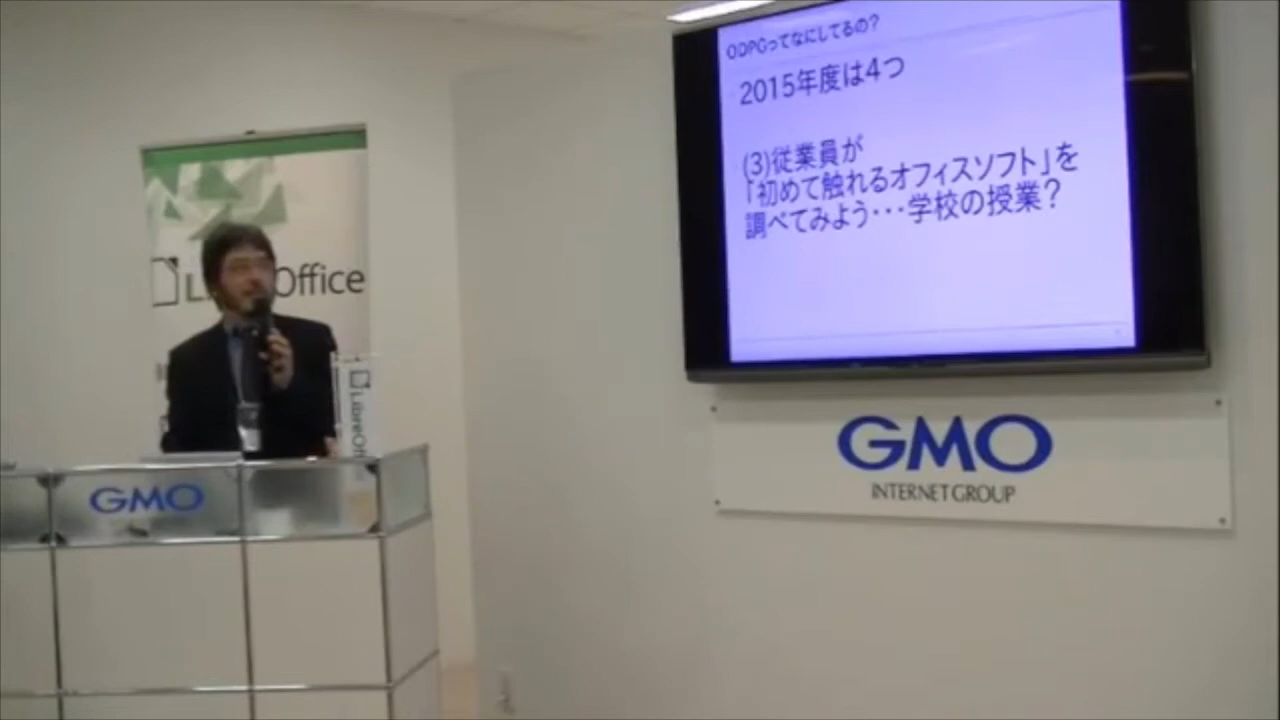 ODPGってなにしてるの?
2015年度は4つ
(3)従業員が
「初めて触れるオフィスソフト」を
調べてみよう・・・学校の授業?
Office
LibreOff
GMO
INTERNET GROUP
GMO